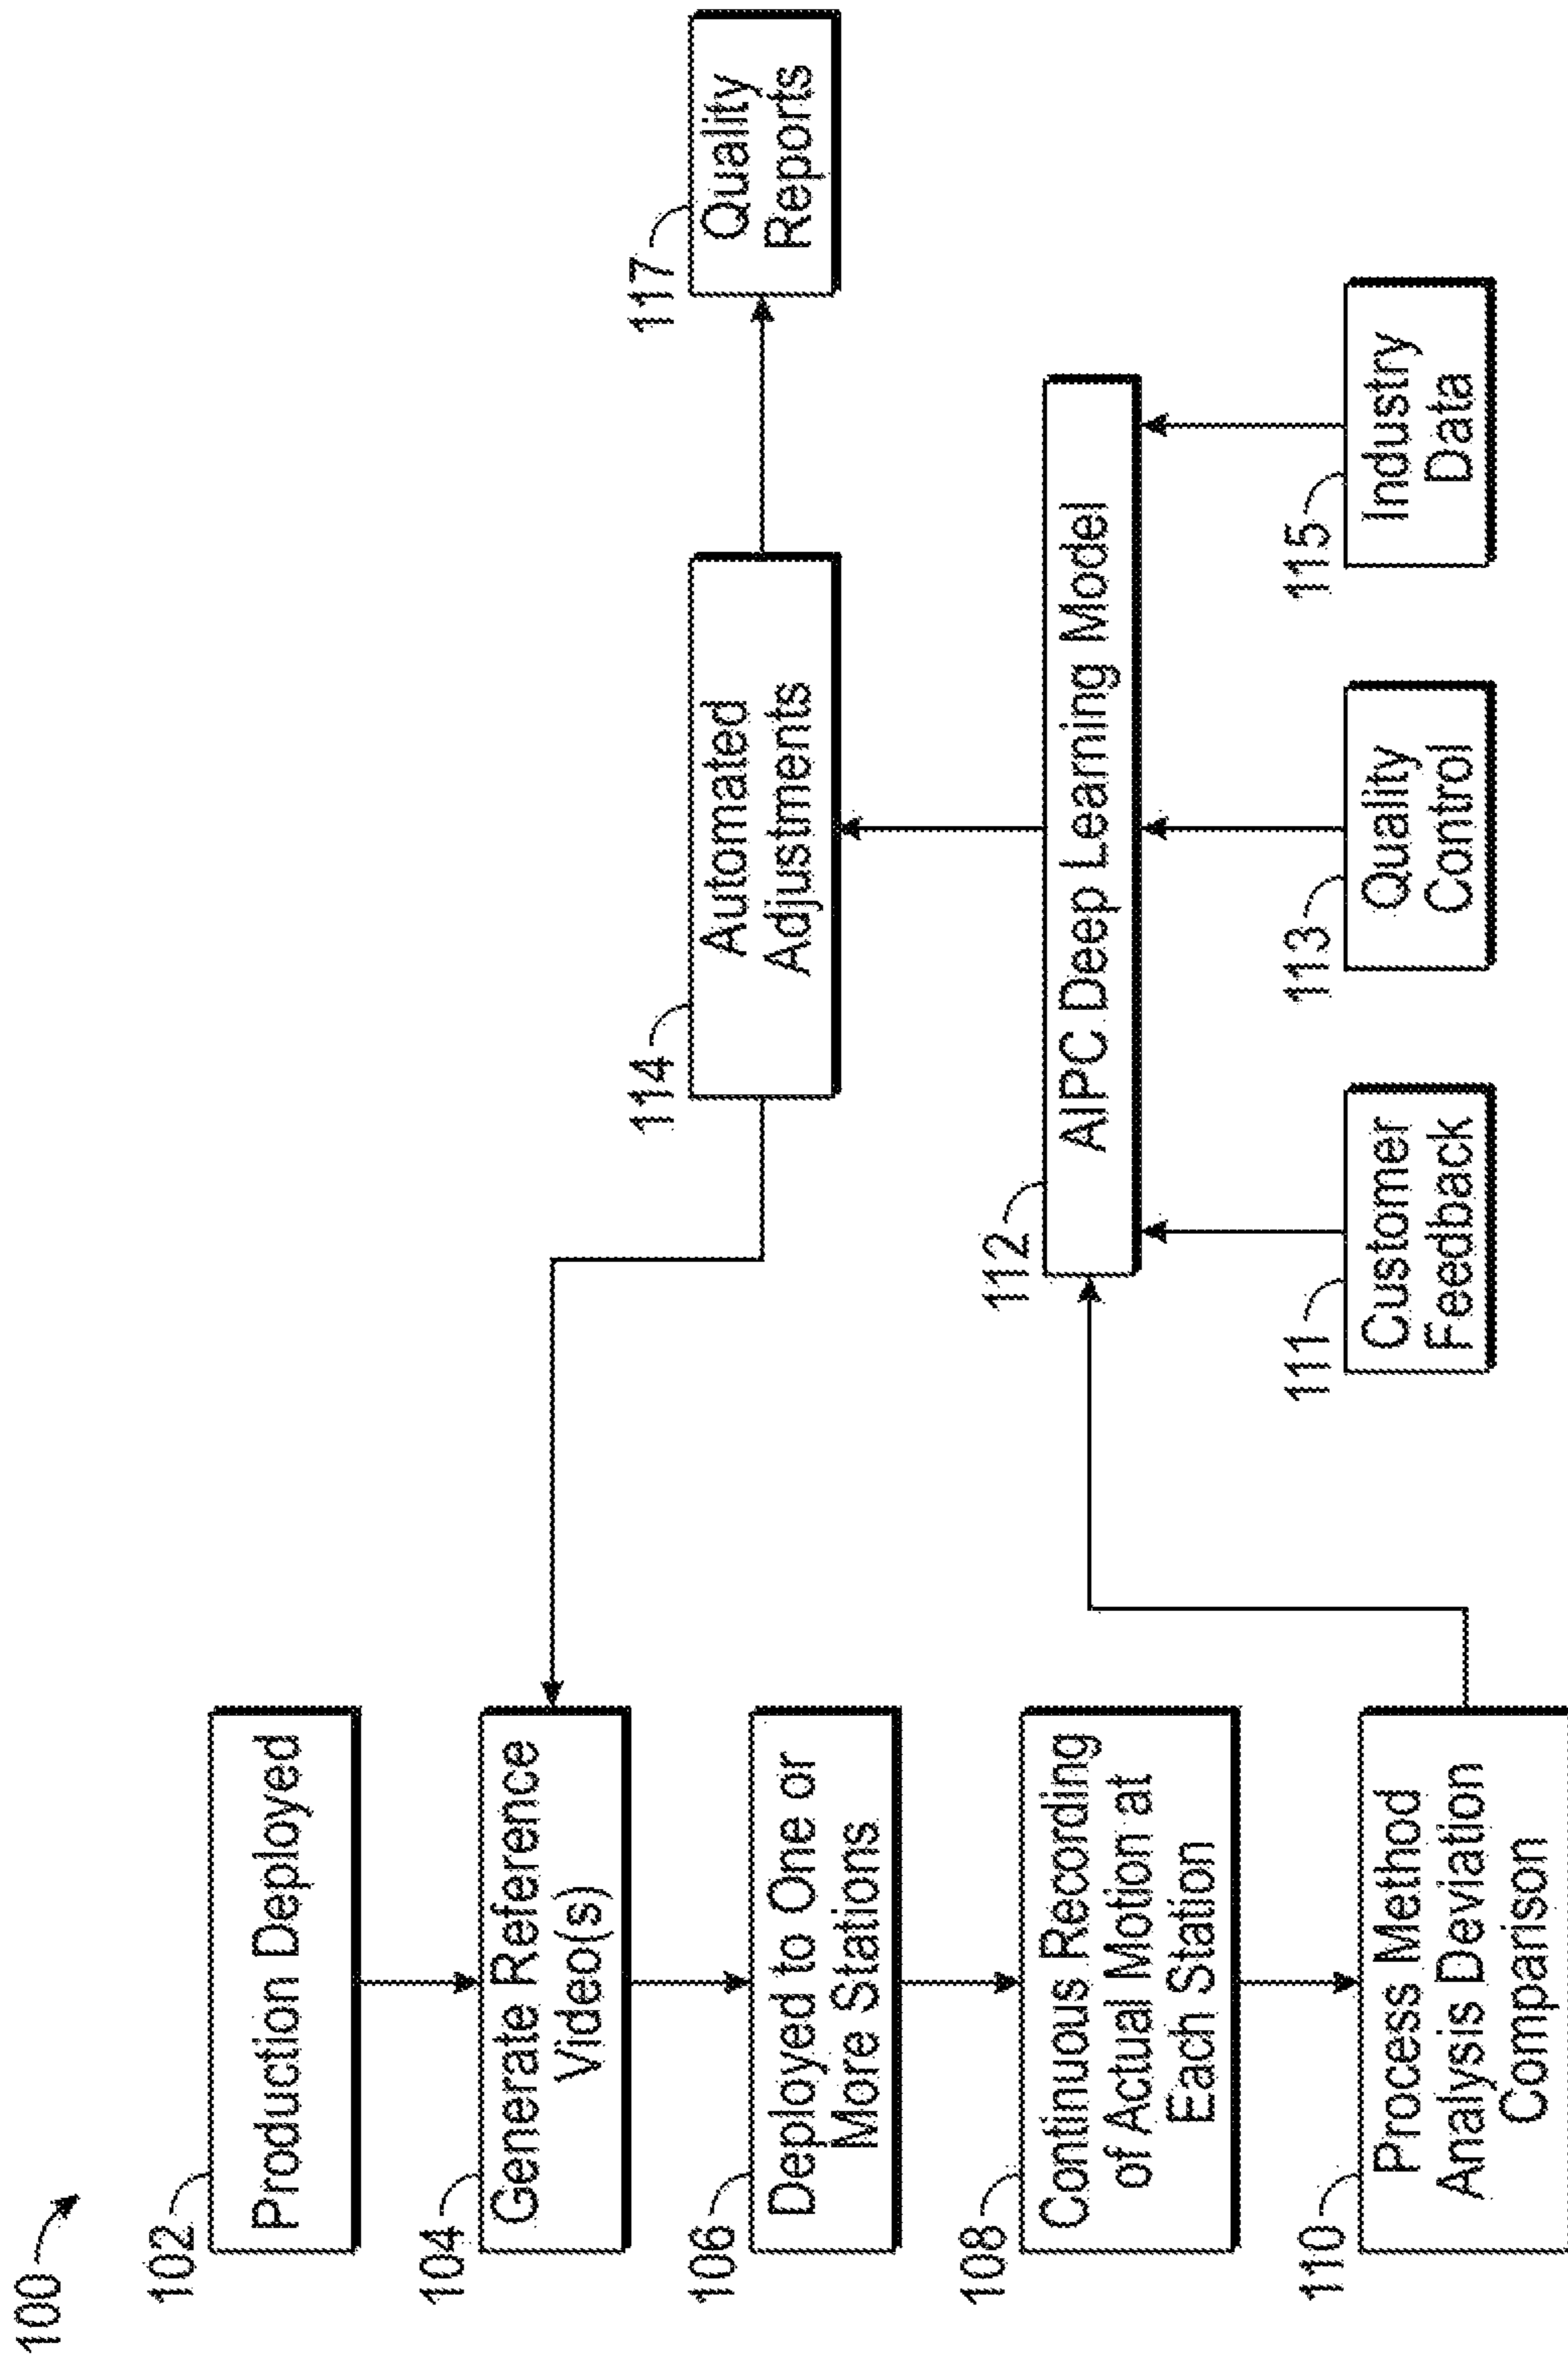 100
102
Production Deployed
104
Generate Reference
Video(s)
106
Deployed to One or
More Stations
108
Continuous Recording
of Actual Motion at
Each Station
110
Process Method
Analysis Deviation
Comparison
114
Automated
Adjustments
117
Quality
Reports
112
AIPC Deep Learning Model
111
Customer
Feedback
113
Quality
Control
115
Industry
Data